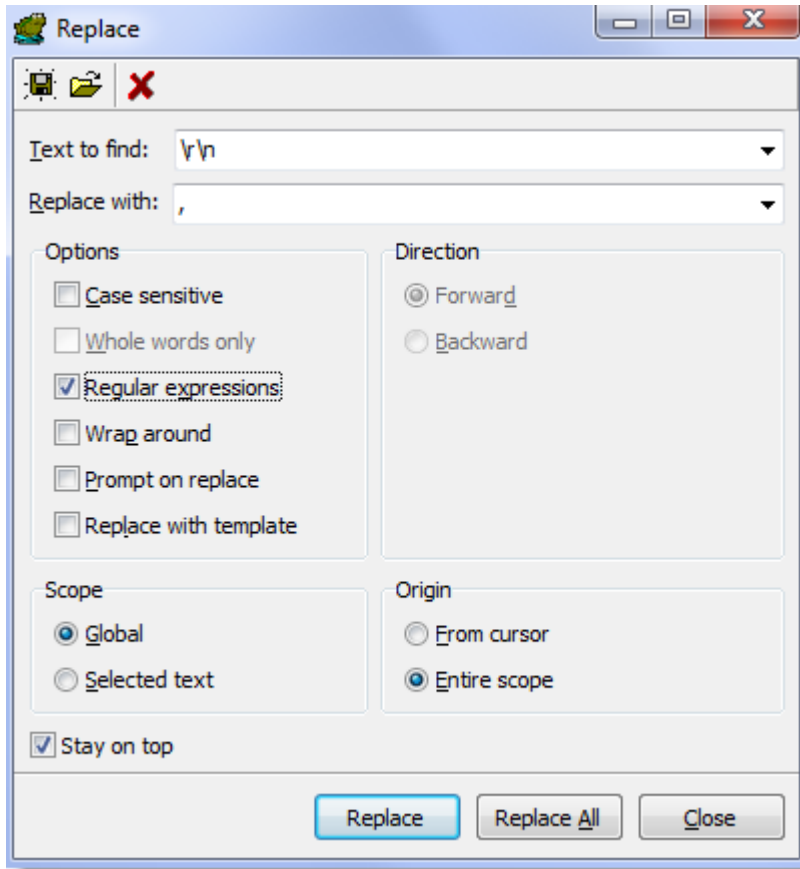 Replace
Text to find: \r\n
Replace with: ,
Options
Case sensitive
Whole words only
Regular expressions
Wrap around
Prompt on replace
Replace with template
Direction
Forward
Backward
Scope
Global
Selected text
Origin
From cursor
Entire scope
Stay on top
Replace Replace All Close